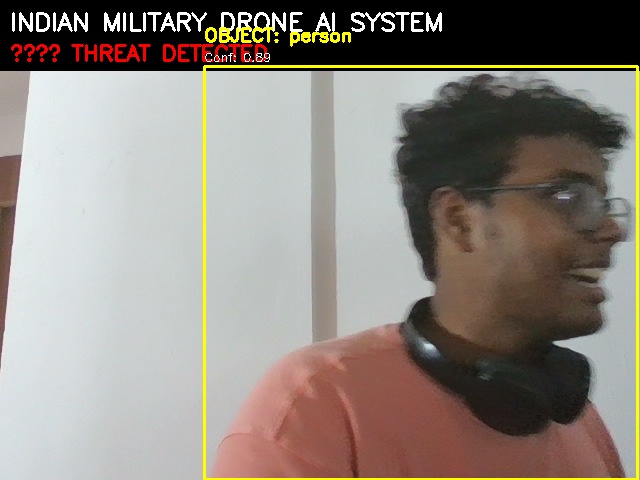 INDIAN MILITARY DRONE AI SYSTEM
OBJECT: person
???? THREAT DETECTED
Conf: 0.89